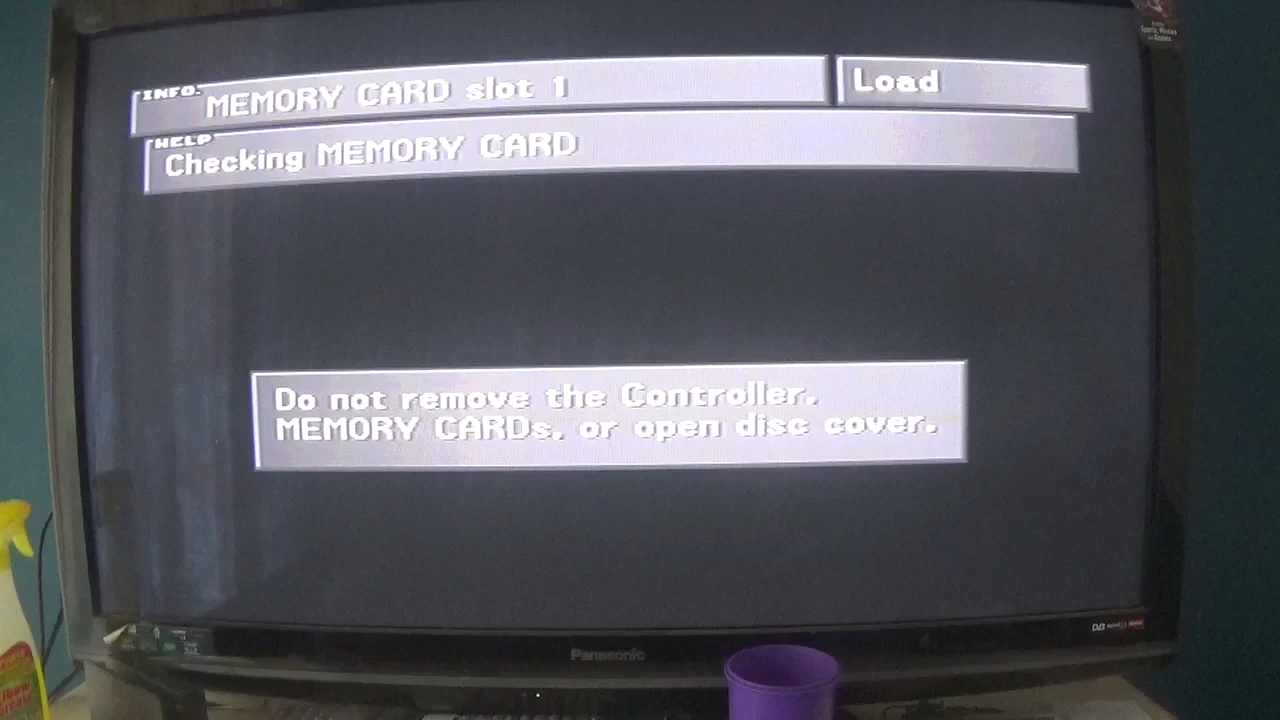 INFO.
MEMORY CARD slot 1
Load
HELP
Checking MEMORY CARD
Do not remove the Controller.
MEMORY CARDs. or open disc cover.
Panasonic
DVB